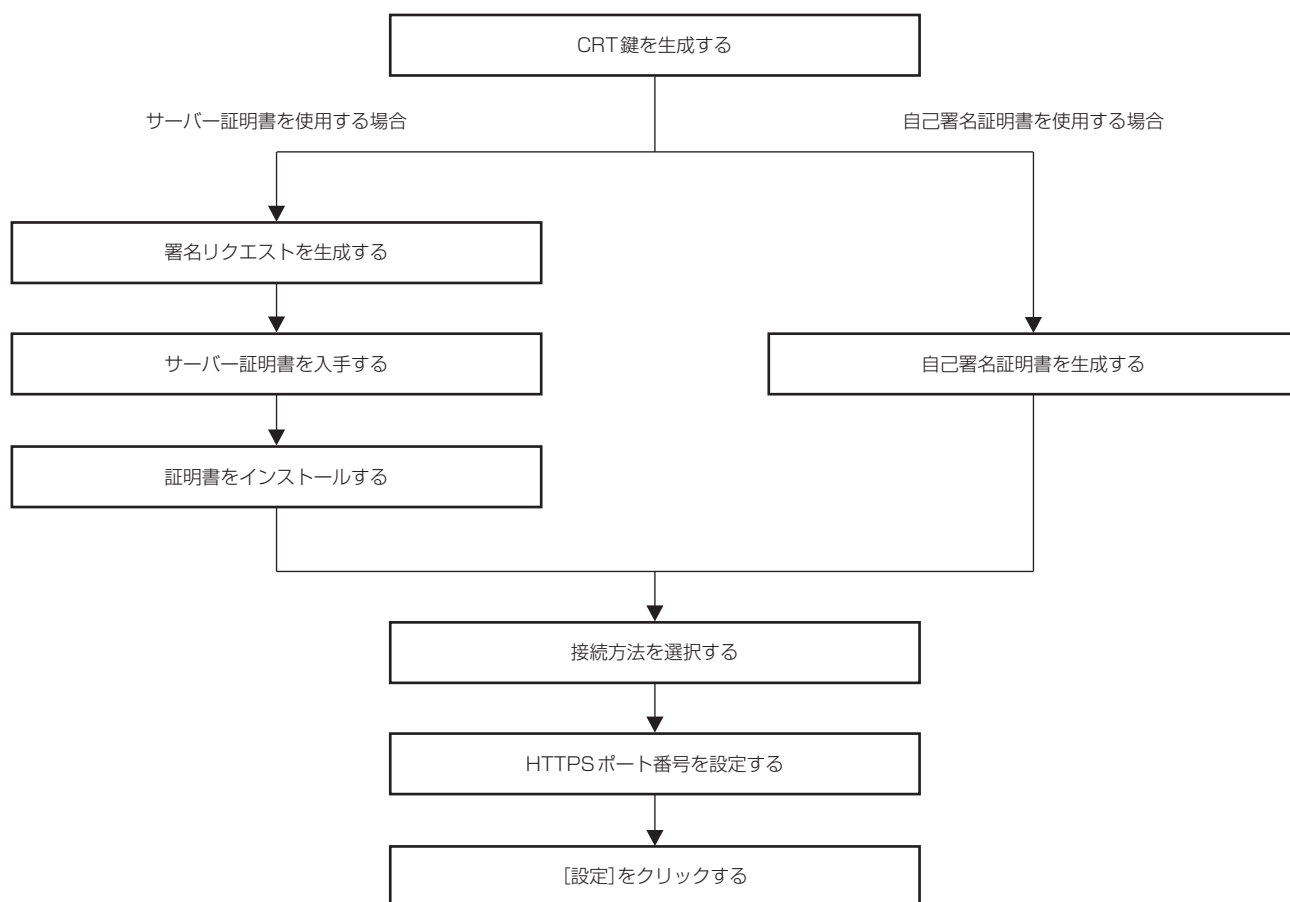 CRT鍵を生成する
サーバー証明書を使用する場合
自己署名証明書を使用する場合
署名リクエストを生成する
サーバー証明書を入手する
自己署名証明書を生成する
証明書をインストールする
接続方法を選択する
HTTPSポート番号を設定する
[設定]をクリックする